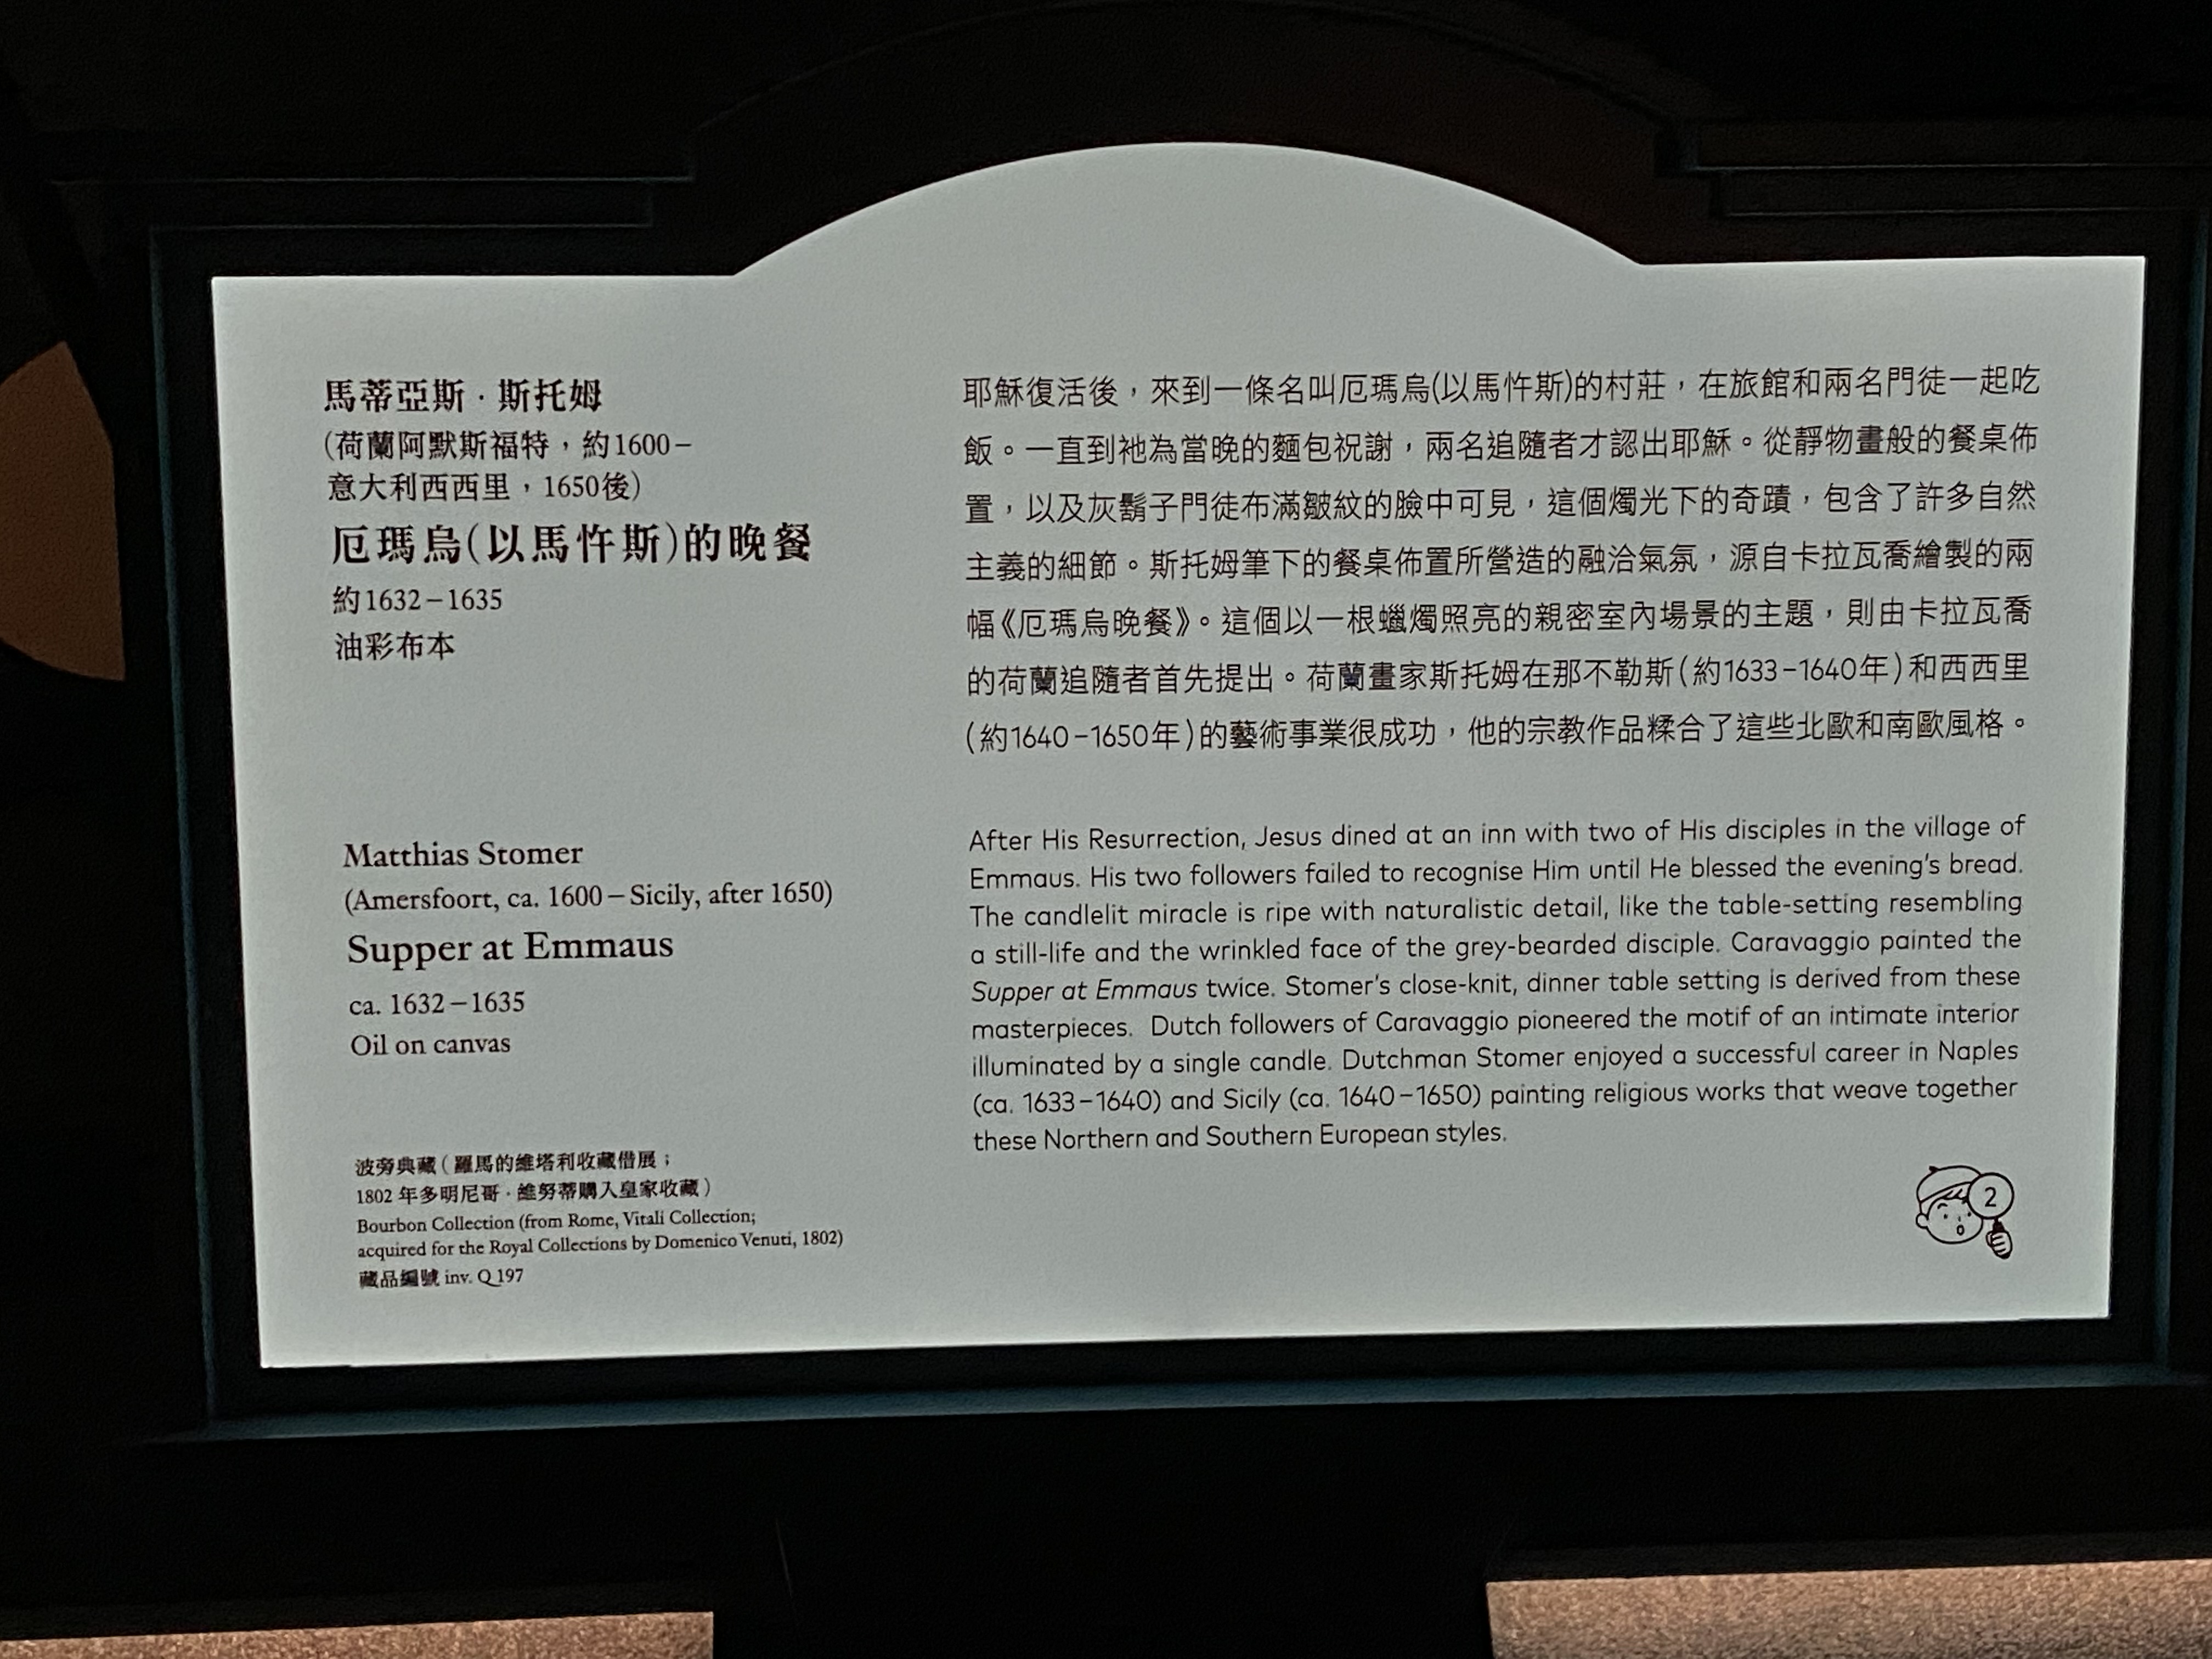 馬蒂亞斯·斯托姆
(荷蘭阿默斯福特，約1600–
意大利西西里，1650後)
厄瑪烏(以馬忤斯)的晚餐
約1632–1635
油彩布本
Matthias Stomer
(Amersfoort, ca. 1600–Sicily, after 1650)
Supper at Emmaus
ca. 1632–1635
Oil on canvas
波旁典藏(羅馬的維塔利收藏借展；
1802年多明尼哥·維努蒂購入皇家收藏)
Bourbon Collection (from Rome, Vitali Collection;
acquired for the Royal Collections by Domenico Venuti, 1802)
藏品編號 inv. Q 197
耶穌復活後，來到一條名叫厄瑪烏(以馬忤斯)的村莊，在旅館和兩名門徒一起吃
飯。一直到祂為當晚的麵包祝謝，兩名追隨者才認出耶穌。從靜物畫般的餐桌佈
置，以及灰鬍子門徒布滿皺紋的臉中可見，這個燭光下的奇蹟，包含了許多自然
主義的細節。斯托姆筆下的餐桌佈置所營造的融洽氣氛，源自卡拉瓦喬繪製的兩
幅《厄瑪烏晚餐》。這個以一根蠟燭照亮的親密室內場景的主題，則由卡拉瓦喬
的荷蘭追隨者首先提出。荷蘭畫家斯托姆在那不勒斯(約1633–1640年)和西西里
(約1640–1650年)的藝術事業很成功，他的宗教作品糅合了這些北歐和南歐風格。
After His Resurrection, Jesus dined at an inn with two of His disciples in the village of
Emmaus. His two followers failed to recognise Him until He blessed the evening's bread.
The candlelit miracle is ripe with naturalistic detail, like the table-setting resembling
a still-life and the wrinkled face of the grey-bearded disciple. Caravaggio painted the
Supper at Emmaus twice. Stomer's close-knit, dinner table setting is derived from these
masterpieces. Dutch followers of Caravaggio pioneered the motif of an intimate interior
illuminated by a single candle. Dutchman Stomer enjoyed a successful career in Naples
(ca. 1633–1640) and Sicily (ca. 1640–1650) painting religious works that weave together
these Northern and Southern European styles.
2